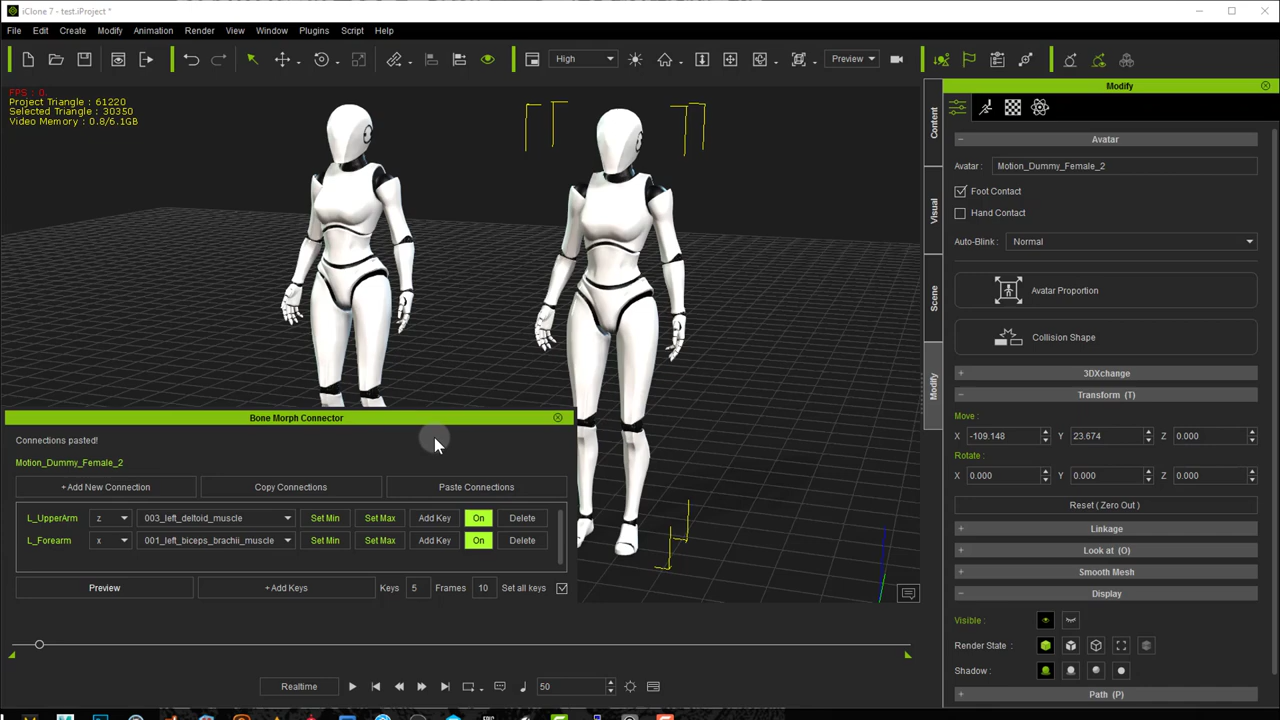 iClone 7 - test.iProject *
File Edit Create Modify Animation Render View Window Plugins Script Help
High Preview
FPS : 0.
Project Triangle : 61220
Selected Triangle : 30350
Video Memory : 0.8/6.1GB
Content
Visual
Scene
Modify
Modify
Avatar
Avatar : Motion_Dummy_Female_2
Foot Contact
Hand Contact
Auto-Blink : Normal
Avatar Proportion
Collision Shape
3DXchange
Transform (T)
Move :
X -109.148 Y 23.674 Z 0.000
Rotate :
X 0.000 Y 0.000 Z 0.000
Reset ( Zero Out )
Linkage
Look at (O)
Smooth Mesh
Display
Visible :
Render State :
Shadow :
Path (P)
Bone Morph Connector
Connections pasted!
Motion_Dummy_Female_2
+ Add New Connection Copy Connections Paste Connections
L_UpperArm z 003_left_deltoid_muscle Set Min Set Max Add Key On Delete
L_Forearm x 001_left_biceps_brachii_muscle Set Min Set Max Add Key On Delete
Preview + Add Keys Keys 5 Frames 10 Set all keys
Realtime 50